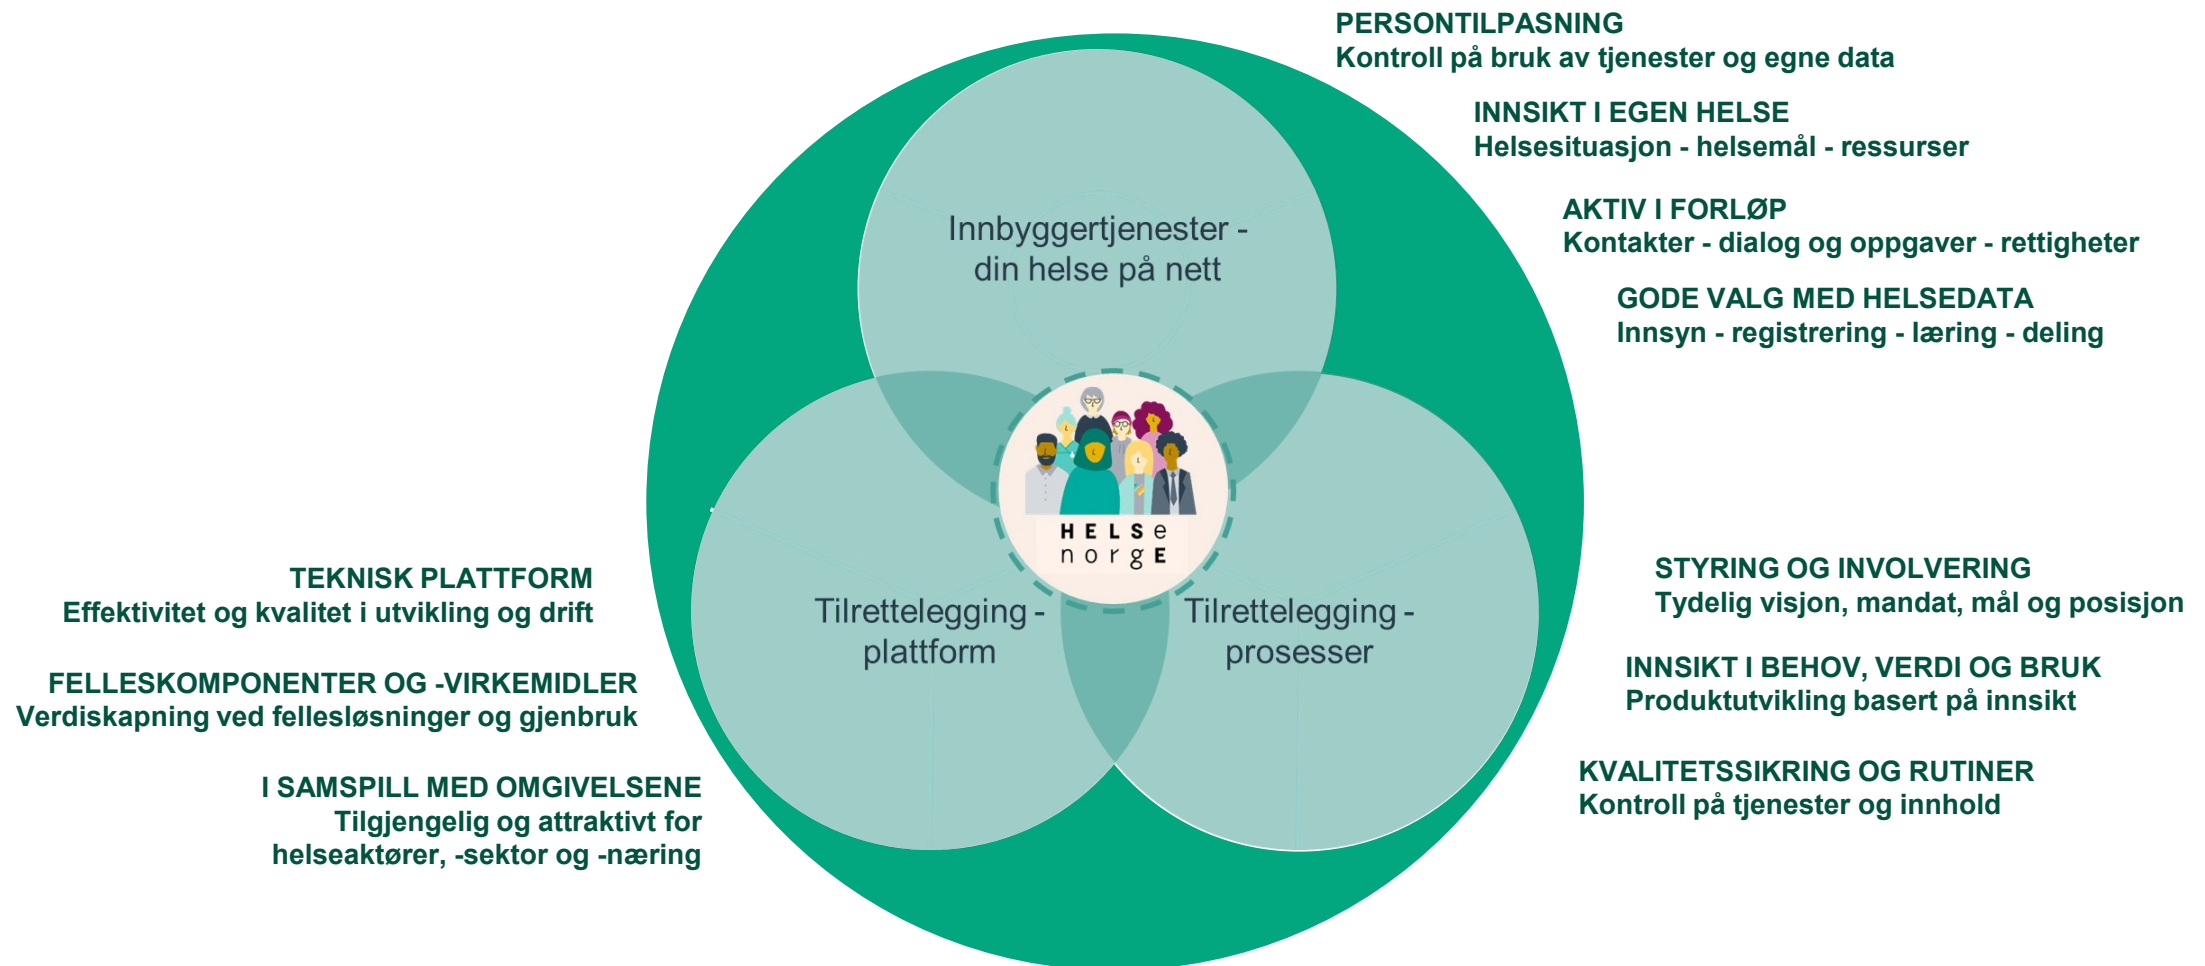 PERSONTILPASNING
Kontroll på bruk av tjenester og egne data
INNSIKT I EGEN HELSE
Helsesituasjon - helsemål - ressurser
AKTIV I FORLØP
Kontakter - dialog og oppgaver - rettigheter
GODE VALG MED HELSEDATA
Innsyn - registrering - læring - deling
Innbyggertjenester -
din helse på nett
HELSe
norgE
Tilrettelegging -
plattform
Tilrettelegging -
prosesser
TEKNISK PLATTFORM
Effektivitet og kvalitet i utvikling og drift
FELLESKOMPONENTER OG -VIRKEMIDLER
Verdiskapning ved fellesløsninger og gjenbruk
I SAMSPILL MED OMGIVELSENE
Tilgjengelig og attraktivt for
helseaktører, -sektor og -næring
STYRING OG INVOLVERING
Tydelig visjon, mandat, mål og posisjon
INNSIKT I BEHOV, VERDI OG BRUK
Produktutvikling basert på innsikt
KVALITETSSIKRING OG RUTINER
Kontroll på tjenester og innhold